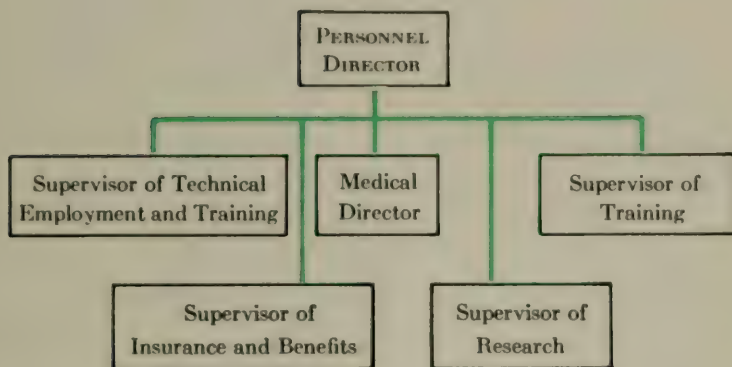 PERSONNEL
DIRECTOR
Supervisor of Technical
Employment and Training
Medical
Director
Supervisor of
Training
Supervisor of
Insurance and Benefits
Supervisor of
Research